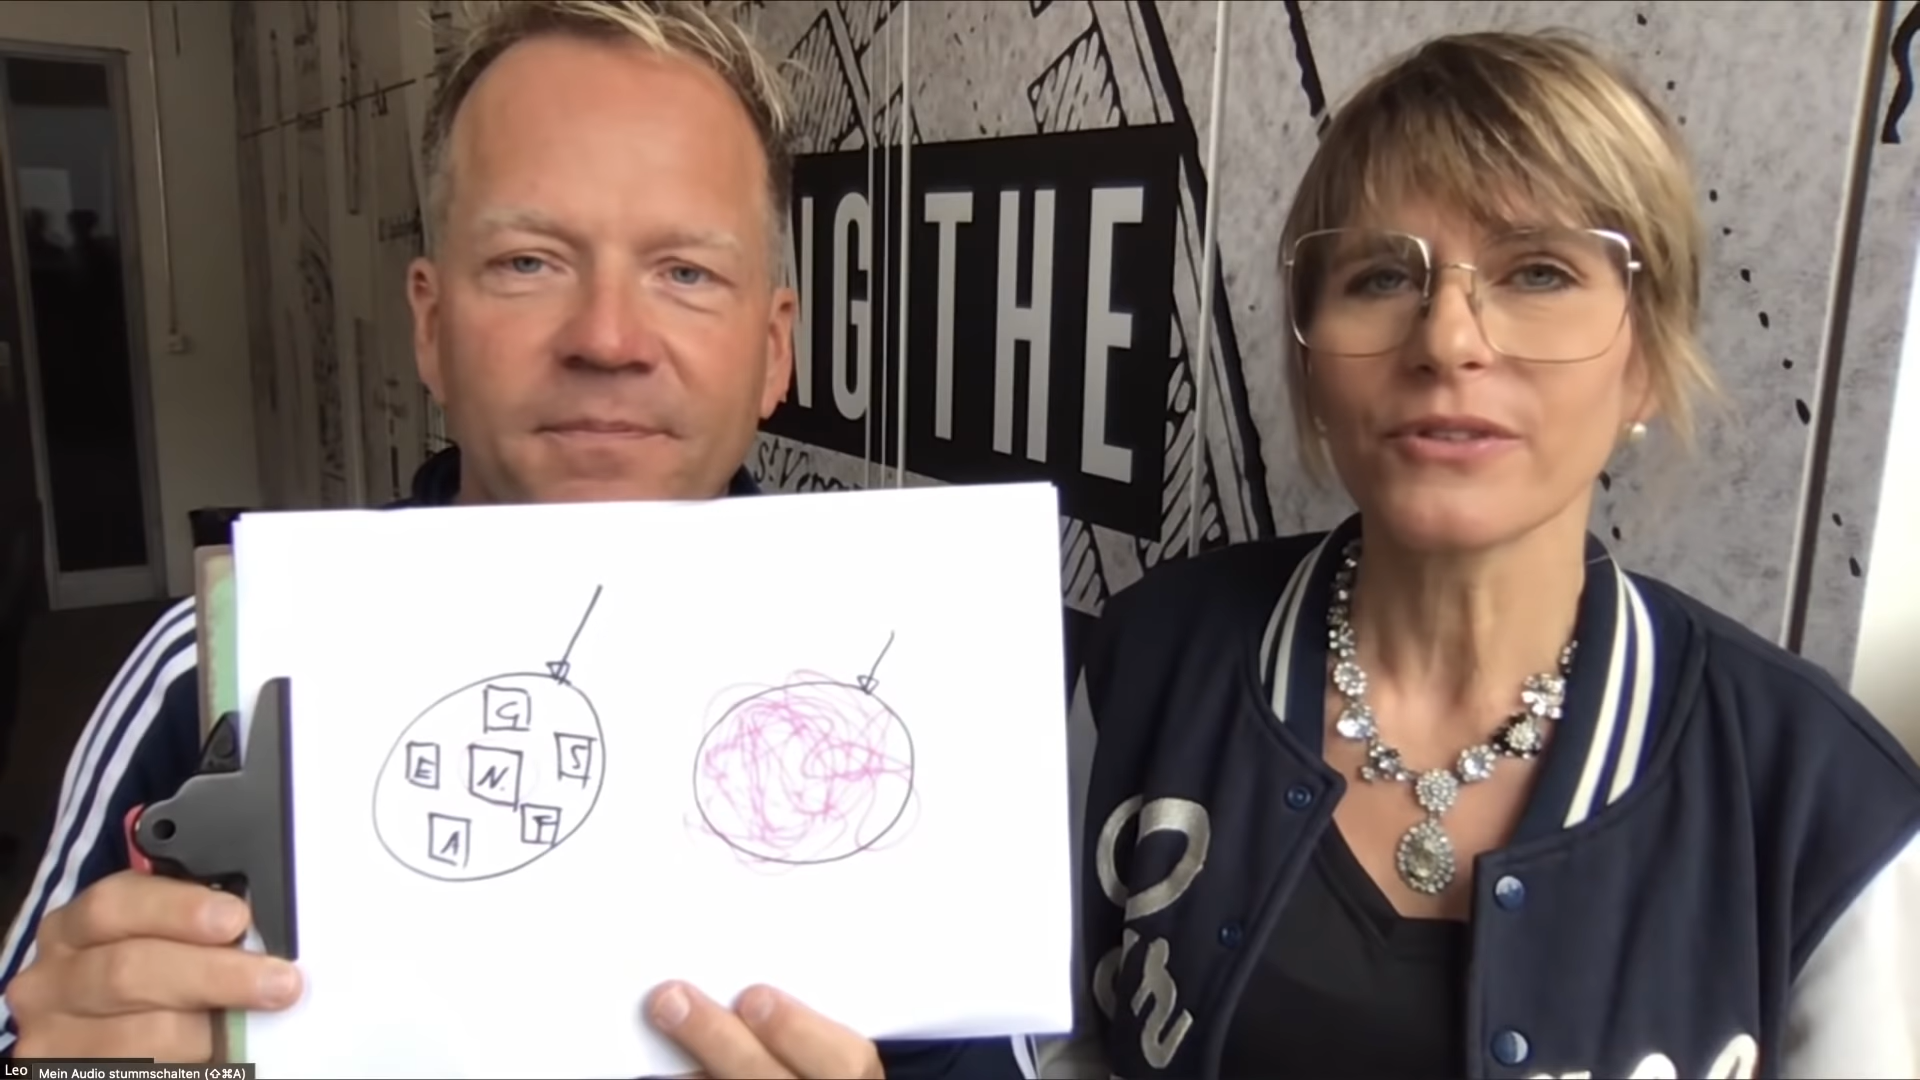 NG THE
G
E
N.
S
A
F
Leo
Mein Audio stummschalten (⇧⌘A)